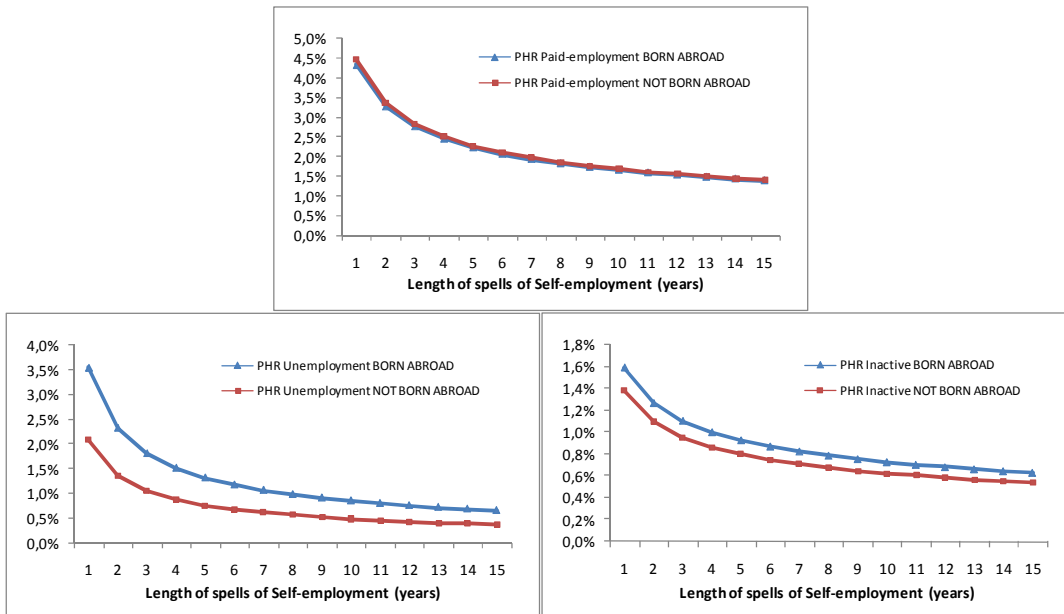 5,0%
4,5%
4,0%
3,5%
3,0%
2,5%
2,0%
1,5%
1,0%
0,5%
0,0%
PHR Paid-employment BORN ABROAD
PHR Paid-employment NOT BORN ABROAD
1 2 3 4 5 6 7 8 9 10 11 12 13 14 15
Length of spells of Self-employment (years)
4,0%
3,5%
3,0%
2,5%
2,0%
1,5%
1,0%
0,5%
0,0%
PHR Unemployment BORN ABROAD
PHR Unemployment NOT BORN ABROAD
1 2 3 4 5 6 7 8 9 10 11 12 13 14 15
Length of spells of Self-employment (years)
1,8%
1,6%
1,4%
1,2%
1,0%
0,8%
0,6%
0,4%
0,2%
0,0%
PHR Inactive BORN ABROAD
PHR Inactive NOT BORN ABROAD
1 2 3 4 5 6 7 8 9 10 11 12 13 14 15
Length of spells of Self-employment (years)